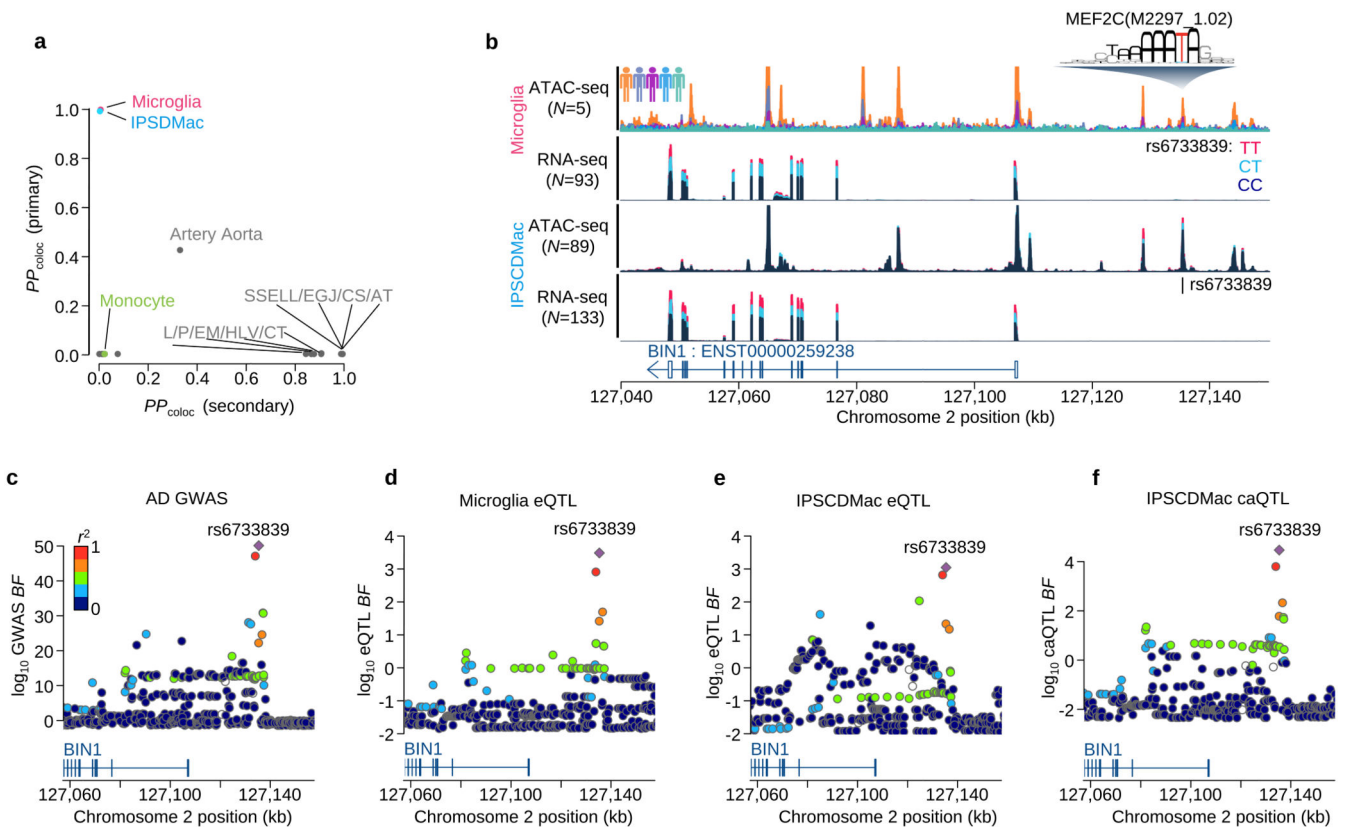 a
Microglia
IPSDMac
1.0
0.8
0.6
0.4
0.2
0.0
PPcoloc (primary)
Artery Aorta
Monocyte
SSELL/EGJ/CS/AT
L/P/EM/HLV/CT
0.0 0.2 0.4 0.6 0.8 1.0
PPcoloc (secondary)
b
MEF2C(M2297_1.02)
Microglia
ATAC-seq
(N=5)
RNA-seq
(N=93)
rs6733839: TT
CT
CC
IPSCDMac
ATAC-seq
(N=89)
rs6733839
RNA-seq
(N=133)
BIN1 : ENST00000259238
127,040 127,060 127,080 127,100 127,120 127,140
Chromosome 2 position (kb)
c
AD GWAS
rs6733839
r2
1
0
50
40
30
20
10
0
log10 GWAS BF
BIN1
127,060 127,100 127,140
Chromosome 2 position (kb)
d
Microglia eQTL
rs6733839
4
3
2
1
0
-1
-2
log10 eQTL BF
BIN1
127,060 127,100 127,140
Chromosome 2 position (kb)
e
IPSCDMac eQTL
rs6733839
4
3
2
1
0
-1
-2
log10 eQTL BF
BIN1
127,060 127,100 127,140
Chromosome 2 position (kb)
f
IPSCDMac caQTL
rs6733839
4
2
0
-2
log10 caQTL BF
BIN1
127,060 127,100 127,140
Chromosome 2 position (kb)